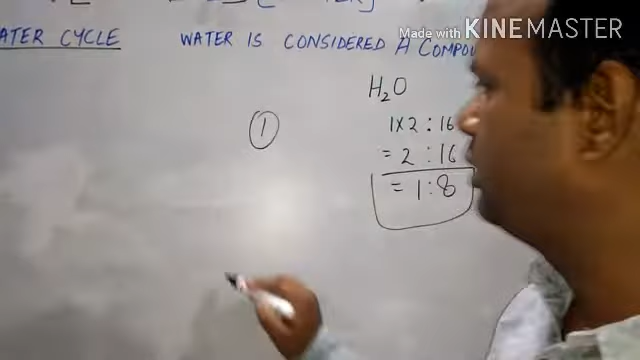 Made with KINEMASTER
ATER CYCLE WATER IS CONSIDERED A COMPOU
H2O
1
1X2 : 16
= 2 : 16
= 1 : 8